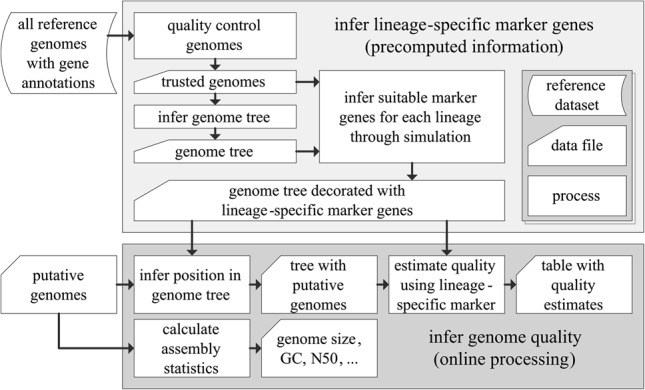 all reference
genomes
with gene
annotations
quality control
genomes
trusted genomes
infer genome tree
genome tree
infer lineage-specific marker genes
(precomputed information)
infer suitable marker
genes for each lineage
through simulation
reference
dataset
data file
process
genome tree decorated with
lineage-specific marker genes
putative
genomes
infer position in
genome tree
tree with
putative
genomes
estimate quality
using lineage-
specific marker
table with
quality
estimates
calculate
assembly
statistics
genome size,
GC, N50, ...
infer genome quality
(online processing)